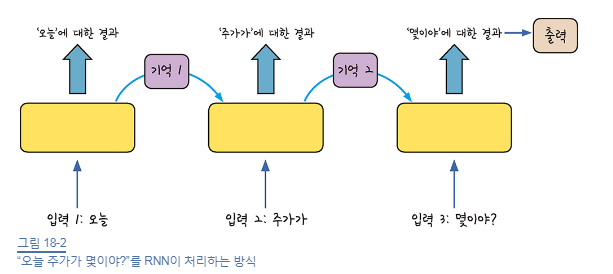 '오늘'에 대한 결과
'주가가'에 대한 결과
'몇이야'에 대한 결과
출력
기억 1
기억 2
입력 1: 오늘
입력 2: 주가가
입력 3: 몇이야?
그림 18-2
"오늘 주가가 몇이야?"를 RNN이 처리하는 방식